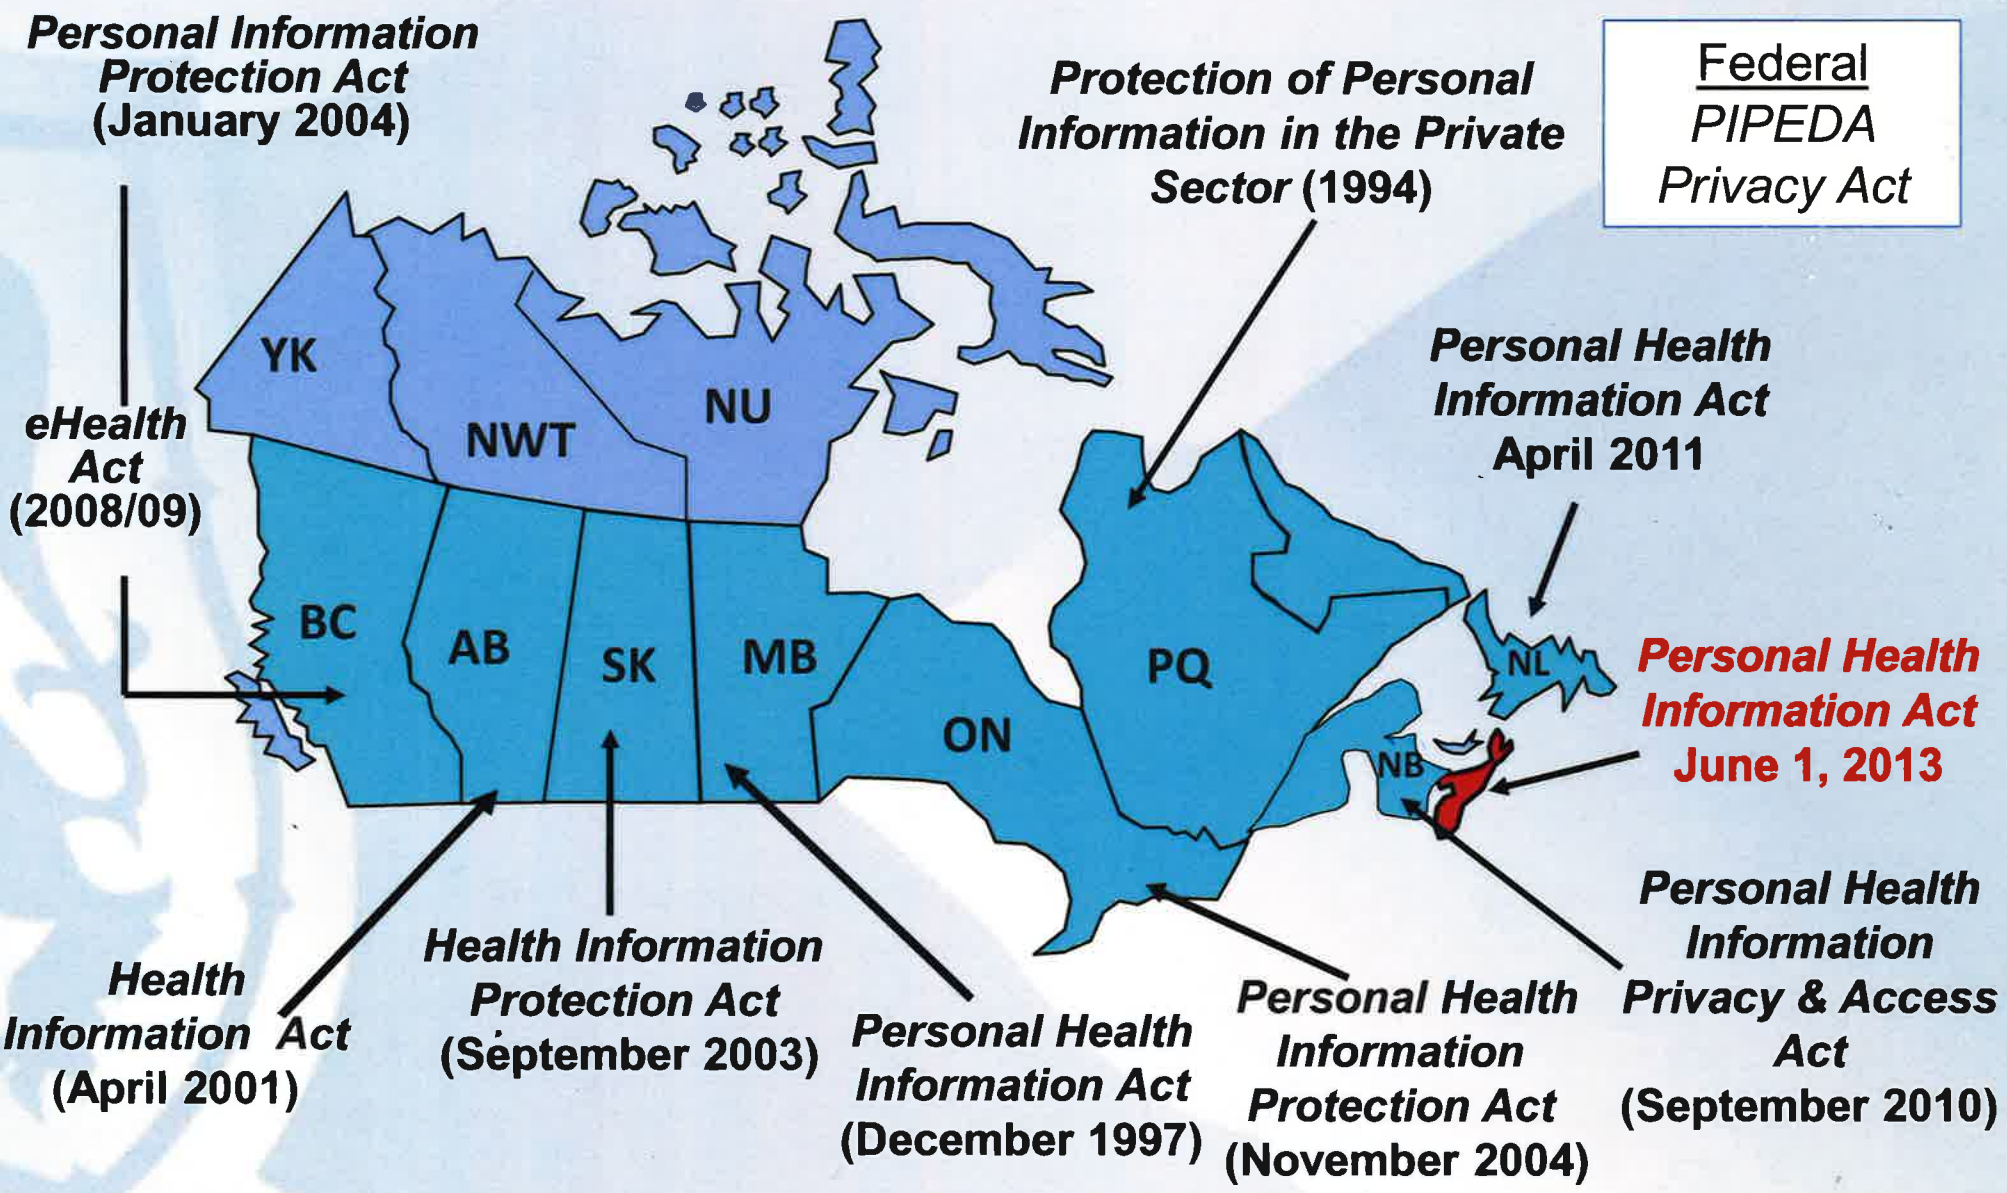 Personal Information
Protection Act
(January 2004)
eHealth
Act
(2008/09)
Protection of Personal
Information in the Private
Sector (1994)
Federal
PIPEDA
Privacy Act
Personal Health
Information Act
April 2011
Personal Health
Information Act
June 1, 2013
YK
NWT
NU
BC
AB
SK
MB
ON
PQ
NL
NB
Health
Information Act
(April 2001)
Health Information
Protection Act
(September 2003)
Personal Health
Information Act
(December 1997)
Personal Health
Information
Protection Act
(November 2004)
Personal Health
Information
Privacy & Access
Act
(September 2010)